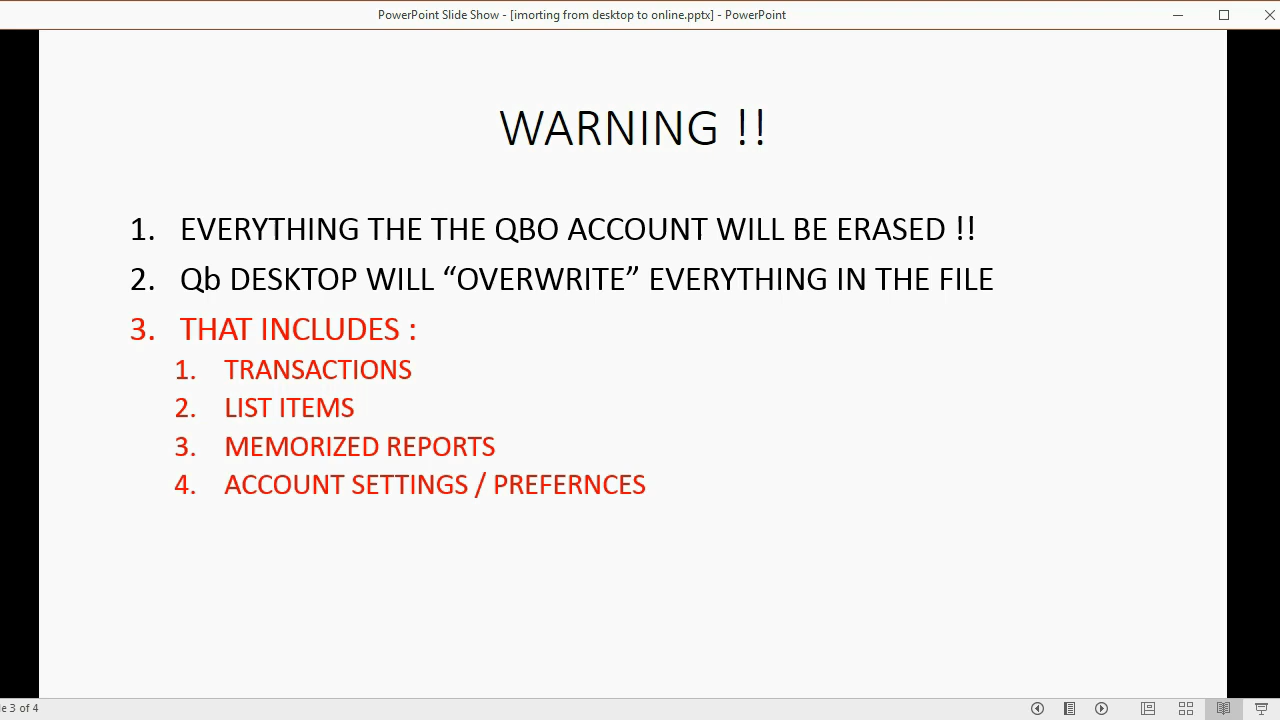 PowerPoint Slide Show - [imorting from desktop to online.pptx] - PowerPoint
WARNING !!
1. EVERYTHING THE THE QBO ACCOUNT WILL BE ERASED !!
2. Qb DESKTOP WILL “OVERWRITE” EVERYTHING IN THE FILE
3. THAT INCLUDES :
1. TRANSACTIONS
2. LIST ITEMS
3. MEMORIZED REPORTS
4. ACCOUNT SETTINGS / PREFERNCES
le 3 of 4